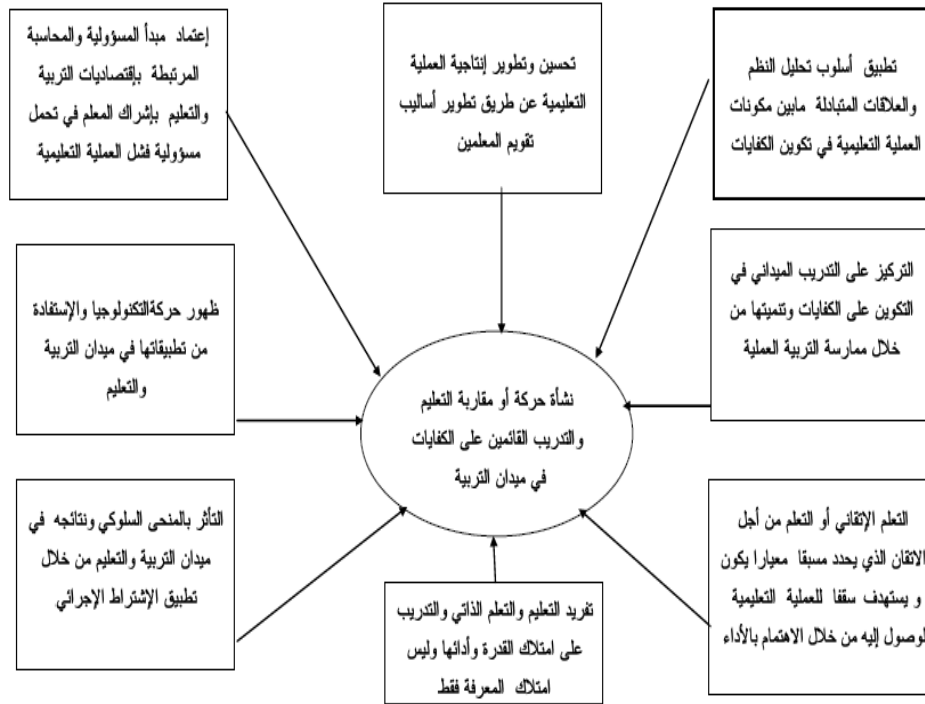 تطبيق أسلوب تحليل النظم
والعلاقات المتبادلة مابين مكونات
العملية التعليمية في تكوين الكفايات
تحسين وتطوير إنتاجية العملية
التعليمية عن طريق تطوير أساليب
تقويم المعلمين
إعتماد مبدأ المسؤولية والمحاسبة
المرتبطة بإقتصاديات التربية
والتعليم بإشراك المعلم في تحمل
مسؤولية فشل العملية التعليمية.
التركيز على التدريب الميداني في
التكوين على الكفايات وتنميتها من
خلال ممارسة التربية العملية
ظهور حركةالتكنولوجيا والإستفادة
من تطبيقاتها في ميدان التربية
والتعليم
نشأة حركة أو مقاربة التعليم
والتدريب القائمين على الكفايات
في ميدان التربية
التعلم الإتقاني أو التعلم من أجل
الاتقان الذي يحدد مسبقا معيارا يكون
و يستهدف سقفا للعملية التعليمية
لوصول إليه من خلال الاهتمام بالأداء
تفريد التعليم والتعلم الذاتي والتدريب
على امتلاك القدرة وأدائها وليس
امتلاك المعرفة فقط
التأثر بالمنحى السلوكي ونتائجه في
ميدان التربية والتعليم من خلال
تطبيق الإشتراط الإجرائي